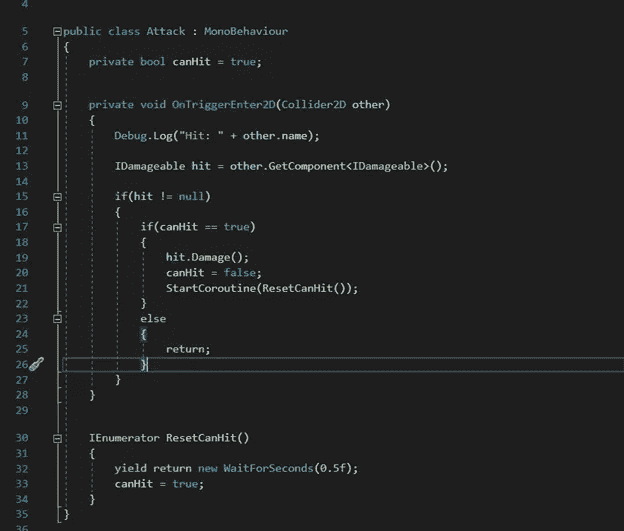 4
5 public class Attack : MonoBehaviour
6 {
7 private bool canHit = true;
8
9 private void OnTriggerEnter2D(Collider2D other)
10 {
11 Debug.Log("Hit: " + other.name);
12
13 IDamageable hit = other.GetComponent<IDamageable>();
14
15 if(hit != null)
16 {
17 if(canHit == true)
18 {
19 hit.Damage();
20 canHit = false;
21 StartCoroutine(ResetCanHit());
22 }
23 else
24 {
25 return;
26 }
27 }
28 }
29
30 IEnumerator ResetCanHit()
31 {
32 yield return new WaitForSeconds(0.5f);
33 canHit = true;
34 }
35 }
36